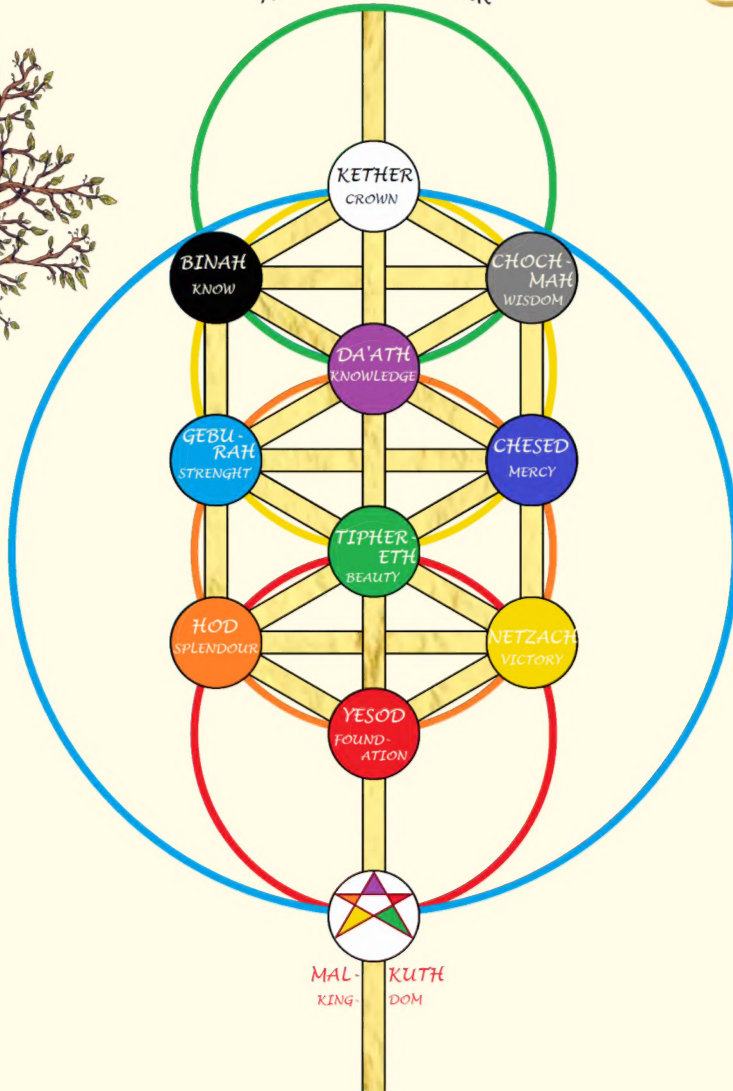 KETHER
CROWN
BINAH
KNOW
CHOCH-
MAH
WISDOM
DA'ATH
KNOWLEDGE
GEBU-
RAH
STRENGHT
CHESED
MERCY
TIPHER-
ETH
BEAUTY
HOD
SPLENDOUR
NETZACH
VICTORY
YESOD
FOUND-
ATION
MAL- KUTH
KING- DOM